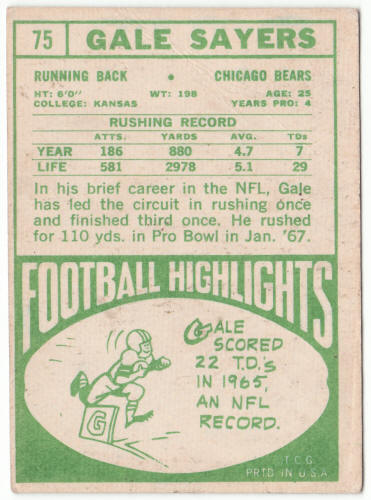 75 GALE SAYERS
RUNNING BACK • CHICAGO BEARS
HT: 6'0" WT: 198 AGE: 25
COLLEGE: KANSAS YEARS PRO: 4
RUSHING RECORD
ATTS. YARDS AVG. TDs
YEAR 186 880 4.7 7
LIFE 581 2978 5.1 29
In his brief career in the NFL, Gale
has led the circuit in rushing once
and finished third once. He rushed
for 110 yds. in Pro Bowl in Jan. '67.
FOOTBALL HIGHLIGHTS
GALE
SCORED
22 T.D.'s
IN 1965,
AN NFL
RECORD.
G
T.C.G.
PRTD IN U.S.A